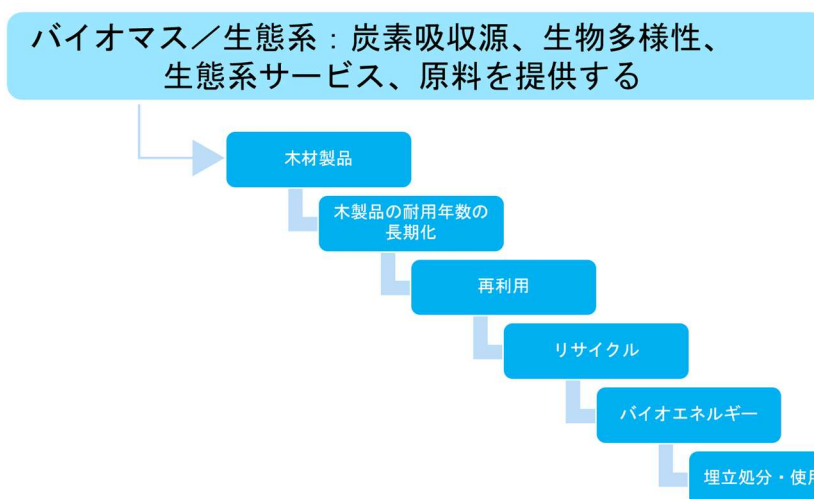 バイオマス／生態系：炭素吸収源、生物多様性、
生態系サービス、原料を提供する
木材製品
木製品の耐用年数の
長期化
再利用
リサイクル
バイオエネルギー
埋立処分・使用